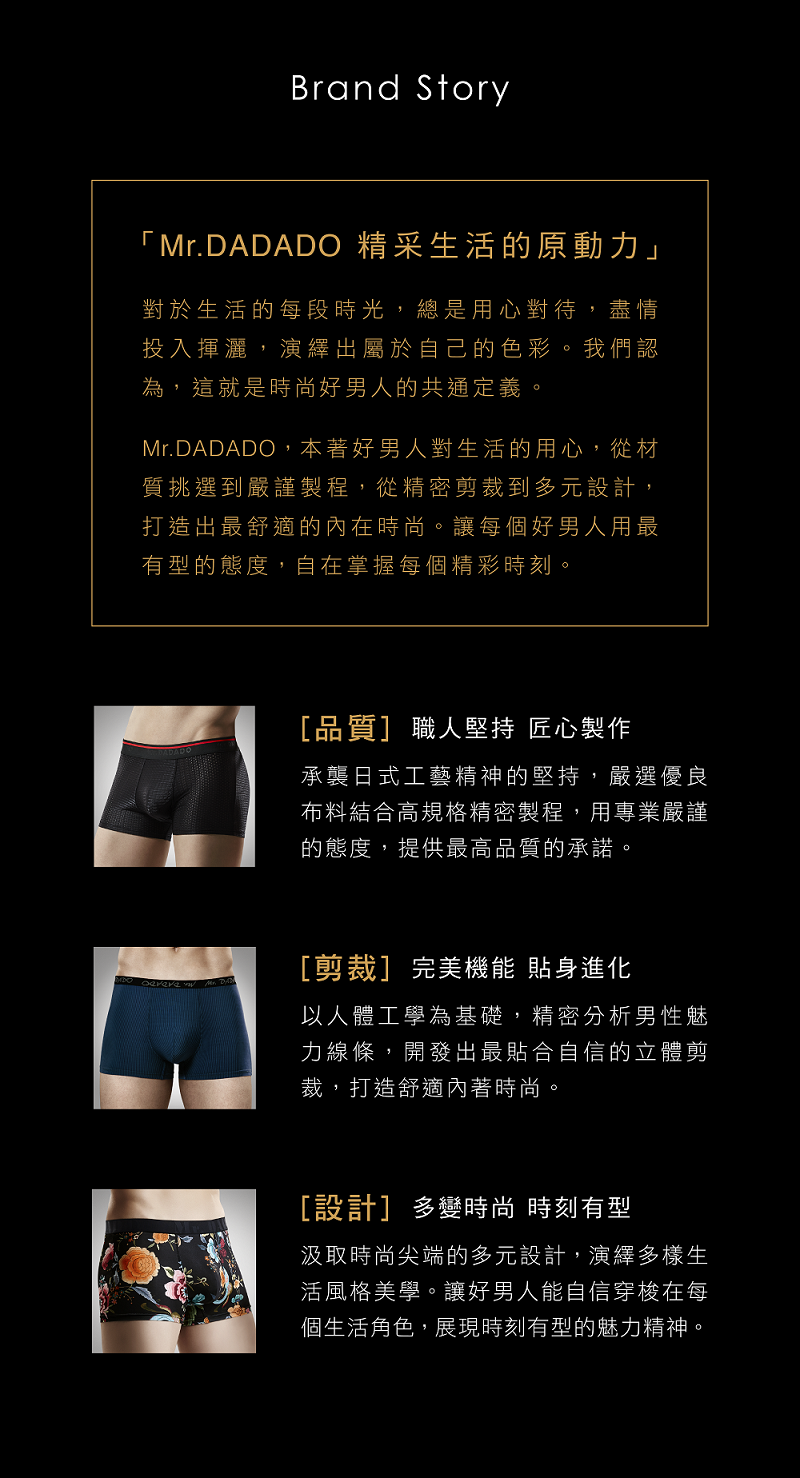 Brand Story
「Mr.DADADO 精采生活的原動力」
對於生活的每段時光，總是用心對待，盡情
投入揮灑，演繹出屬於自己的色彩。我們認
為，這就是時尚好男人的共通定義。
Mr.DADADO，本著好男人對生活的用心，從材
質挑選到嚴謹製程，從精密剪裁到多元設計，
打造出最舒適的內在時尚。讓每個好男人用最
有型的態度，自在掌握每個精彩時刻。
DADADO
[品質] 職人堅持 匠心製作
承襲日式工藝精神的堅持，嚴選優良
布料結合高規格精密製程，用專業嚴謹
的態度，提供最高品質的承諾。
[剪裁] 完美機能 貼身進化
以人體工學為基礎，精密分析男性魅
力線條，開發出最貼合自信的立體剪
裁，打造舒適內著時尚。
[設計] 多變時尚 時刻有型
汲取時尚尖端的多元設計，演繹多樣生
活風格美學。讓好男人能自信穿梭在每
個生活角色，展現時刻有型的魅力精神。